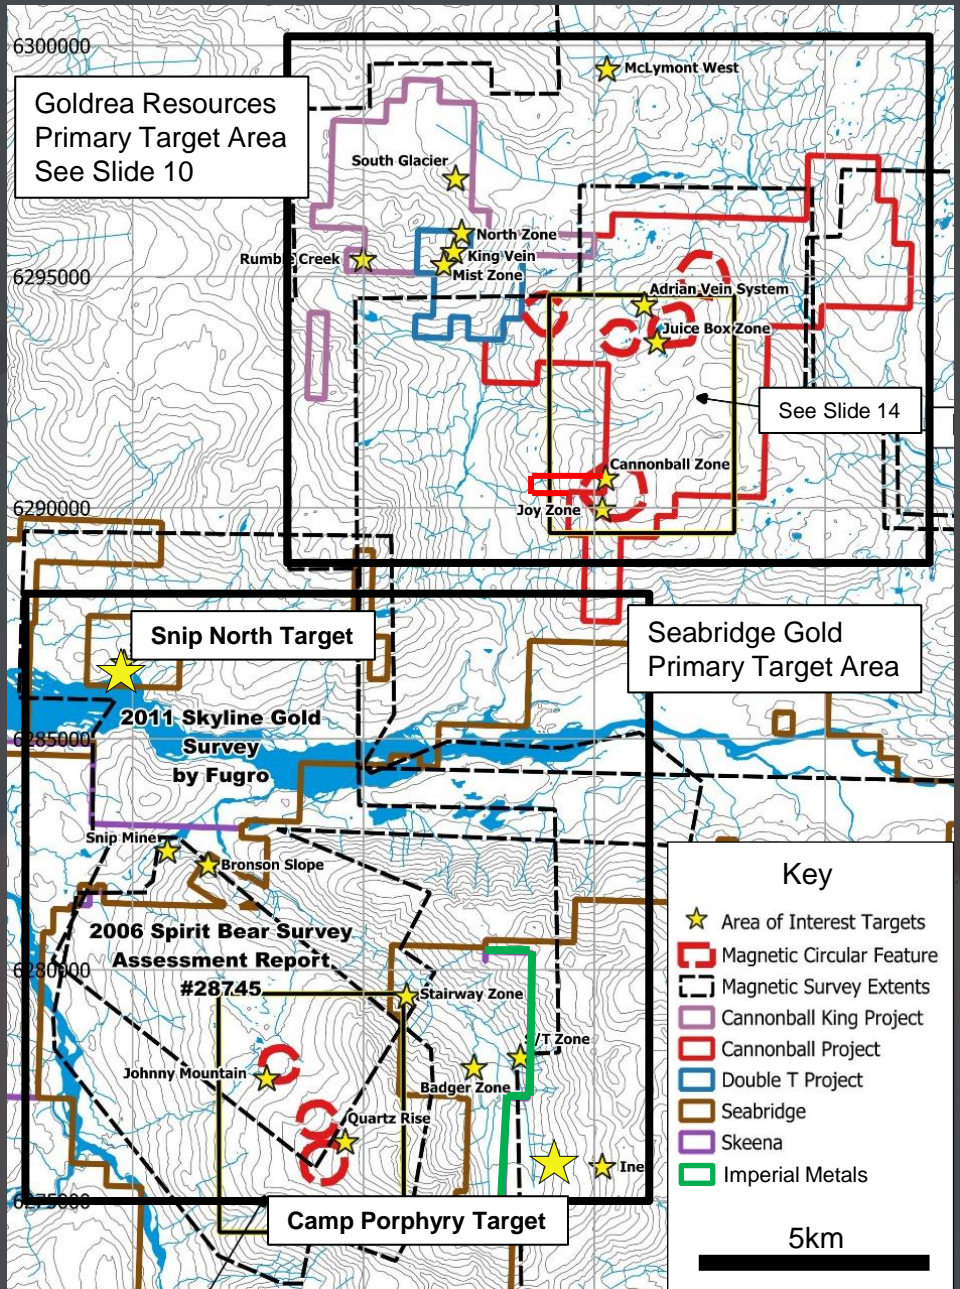 6300000
McLymont West
Goldrea Resources
Primary Target Area
See Slide 10
South Glacier
North Zone
King Vein
Mist Zone
Rumble Creek
6295000
Adrian Vein System
Juice Box Zone
See Slide 14
Cannonball Zone
6290000
Joy Zone
Snip North Target
Seabridge Gold
Primary Target Area
2011 Skyline Gold
Survey
by Fugro
6285000
Snip Mine
Bronson Slope
2006 Spirit Bear Survey
Assessment Report
#28745
6280000
Stairway Zone
/T Zone
Johnny Mountain
Badger Zone
Quartz Rise
Ine
6275000
Camp Porphyry Target
Key
Area of Interest Targets
Magnetic Circular Feature
Magnetic Survey Extents
Cannonball King Project
Cannonball Project
Double T Project
Seabridge
Skeena
Imperial Metals
5km